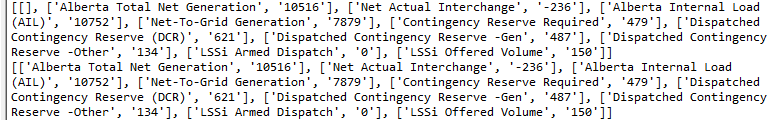 [[], ['Alberta Total Net Generation', '10516'], ['Net Actual Interchange', '-236'], ['Alberta Internal Load
(AIL)', '10752'], ['Net-To-Grid Generation', '7879'], ['Contingency Reserve Required', '479'], ['Dispatched
Contingency Reserve (DCR)', '621'], ['Dispatched Contingency Reserve -Gen', '487'], ['Dispatched Contingency
Reserve -Other', '134'], ['LSSi Armed Dispatch', '0'], ['LSSi Offered Volume', '150']]
[['Alberta Total Net Generation', '10516'], ['Net Actual Interchange', '-236'], ['Alberta Internal Load
(AIL)', '10752'], ['Net-To-Grid Generation', '7879'], ['Contingency Reserve Required', '479'], ['Dispatched
Contingency Reserve (DCR)', '621'], ['Dispatched Contingency Reserve -Gen', '487'], ['Dispatched Contingency
Reserve -Other', '134'], ['LSSi Armed Dispatch', '0'], ['LSSi Offered Volume', '150']]